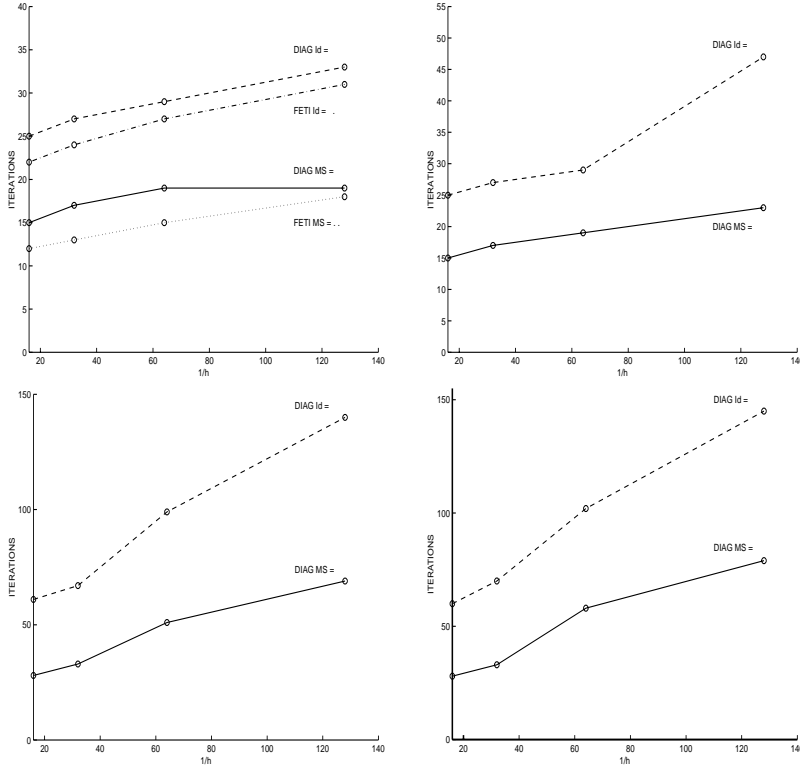 40
35
30
25
20
15
10
5
0
ITERATIONS
DIAG Id =
FETI Id = .
DIAG MS =
FETI MS = . .
20 40 60 80 100 120 140
1/h
55
50
45
40
35
30
25
20
15
10
5
0
ITERATIONS
DIAG Id =
DIAG MS =
20 40 60 80 100 120 140
1/h
150
100
50
0
ITERATIONS
DIAG Id =
DIAG MS =
20 40 60 80 100 120 140
1/h
150
100
50
0
ITERATIONS
DIAG Id =
DIAG MS =
20 40 60 80 100 120 140
1/h